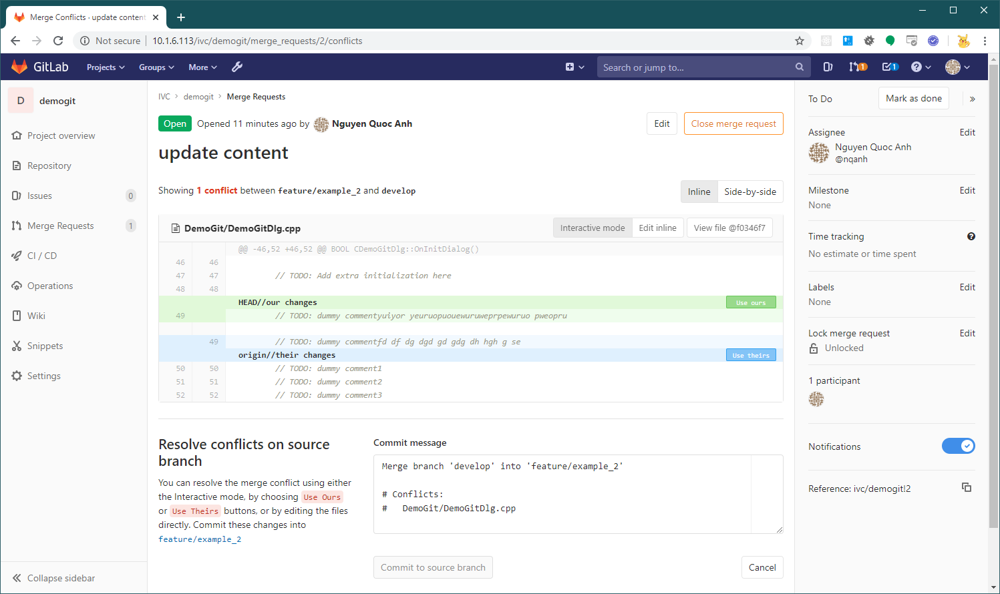 Merge Conflicts · update content
Not secure
10.1.6.113/ivc/demogit/merge_requests/2/conflicts
GitLab
Projects
Groups
More
Search or jump to...
1
1
D
demogit
Project overview
Repository
Issues
0
Merge Requests
1
CI / CD
Operations
Wiki
Snippets
Settings
Collapse sidebar
IVC > demogit > Merge Requests
Open
Opened 11 minutes ago by Nguyen Quoc Anh
Edit
Close merge request
update content
Showing 1 conflict between feature/example_2 and develop
Inline
Side-by-side
DemoGit/DemoGitDlg.cpp
Interactive mode
Edit inline
View file @f0346f7
@@ -46,52 +46,52 @@ BOOL CDemoGitDlg::OnInitDialog()
46 46
47 47 // TODO: Add extra initialization here
48 48
HEAD//our changes
Use ours
49 // TODO: dummy commentyuiyor yeuruopuouewuruweprpewuruo pweopru
49 // TODO: dummy commentfd df dg dgd gd gdg dh hgh g se
origin//their changes
Use theirs
50 50 // TODO: dummy comment1
51 51 // TODO: dummy comment2
52 52 // TODO: dummy comment3
Resolve conflicts on source
branch
You can resolve the merge conflict using either
the Interactive mode, by choosing Use Ours
or Use Theirs buttons, or by editing the files
directly. Commit these changes into
feature/example_2
Commit message
Merge branch 'develop' into 'feature/example_2'
# Conflicts:
#   DemoGit/DemoGitDlg.cpp
Commit to source branch
Cancel
To Do
Mark as done
Assignee
Edit
Nguyen Quoc Anh
@nqanh
Milestone
Edit
None
Time tracking
No estimate or time spent
Labels
Edit
None
Lock merge request
Edit
Unlocked
1 participant
Notifications
Reference: ivc/demogit!2